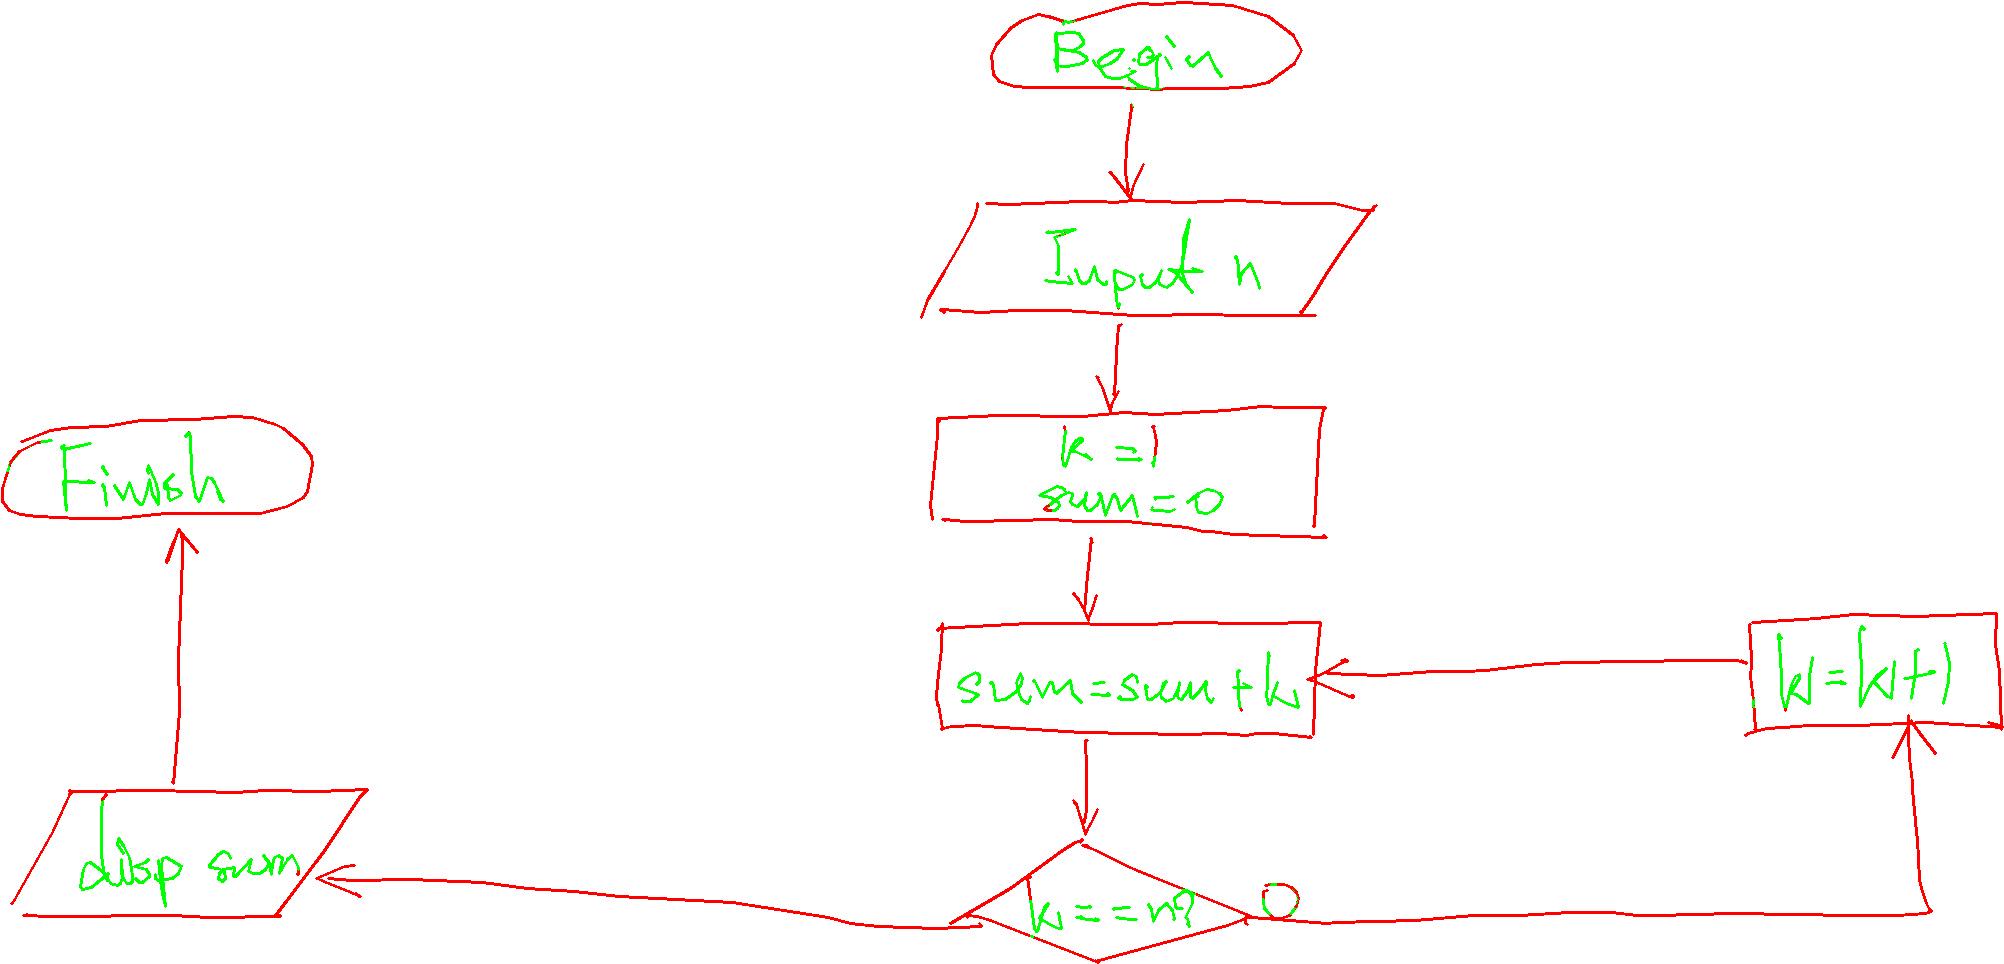 Begin
Input n
k = 1
sum = 0
Finish
sum = sum + k
k = k + 1
disp sum
k = = n?
0